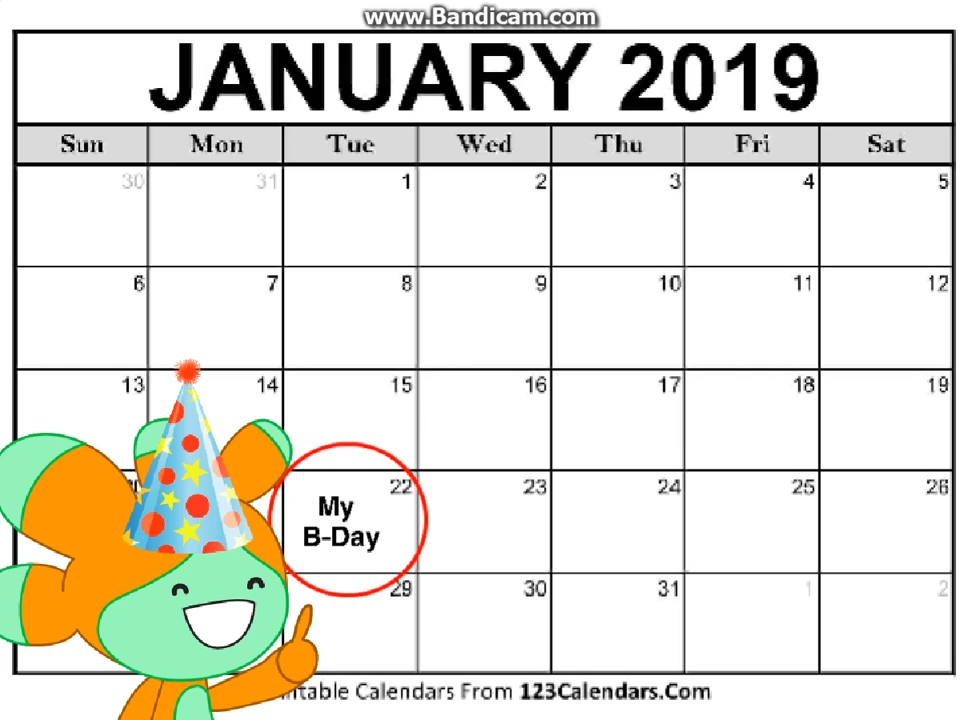 www.Bandicam.com
JANUARY 2019
Sun Mon Tue Wed Thu Fri Sat
30 31 1 2 3 4 5
6 7 8 9 10 11 12
13 14 15 16 17 18 19
22 23 24 25 26
My
B-Day
29 30 31 1 2
Calendars From 123Calendars.Com